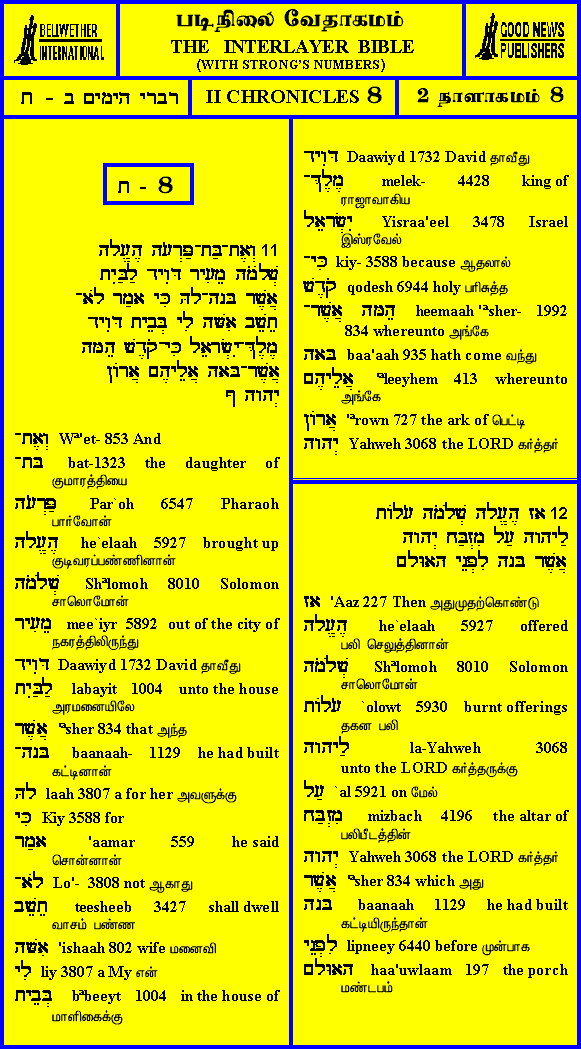 BELLWETHER
INTERNATIONAL
படிநிலை வேதாகமம்
THE INTERLAYER BIBLE
(WITH STRONG'S NUMBERS)
GOOD NEWS
PUBLISHERS
דברי הימים ב - ח
II CHRONICLES 8
2 நாளாகமம் 8
ח - 8
11 וְאֶת־בַּת־פַּרְעֹה הֶעֱלָה
שְׁלֹמֹה מֵעִיר דָּוִיד לַבַּיִת
אֲשֶׁר בָּנָה־לָהּ כִּי אָמַר לֹא־
תֵשֵׁב אִשָּׁה לִי בְּבֵית דָּוִיד
מֶלֶךְ־יִשְׂרָאֵל כִּי־קֹדֶשׁ הֵמָּה
אֲשֶׁר־בָּאָה אֲלֵיהֶם אֲרוֹן
יְהוָה ף
וְאֶת־ Wᵃ'et- 853 And
בַּת־ bat-1323 the daughter of
குமாரத்தியை
פַּרְעֹה Par`oh 6547 Pharaoh
பார்வோன்
הֶעֱלָה he`elaah 5927 brought up
குடிவரப்பண்ணினான்
שְׁלֹמֹה Shᵃlomoh 8010 Solomon
சாலொமோன்
מֵעִיר mee`iyr 5892 out of the city of
நகரத்திலிருந்து
דָּוִיד Daawiyd 1732 David தாவீது
לַבַּיִת labayit 1004 unto the house
அரமனையிலே
אֲשֶׁר ᵃsher 834 that அந்த
בָּנָה־ baanaah- 1129 he had built
கட்டினான்
לָהּ laah 3807 a for her அவளுக்கு
כִּי Kiy 3588 for
אָמַר 'aamar 559 he said
சொன்னான்
לֹא־ Lo'- 3808 not ஆகாது
תֵשֵׁב teesheeb 3427 shall dwell
வாசம் பண்ண
אִשָּׁה 'ishaah 802 wife மனைவி
לִי liy 3807 a My என்
בְּבֵית bᵃbeeyt 1004 in the house of
மாளிகைக்கு
דָּוִיד Daawiyd 1732 David தாவீது
מֶלֶךְ־ melek- 4428 king of
ராஜாவாகிய
יִשְׂרָאֵל Yisraa'eel 3478 Israel
இஸ்ரவேல்
כִּי־ kiy- 3588 because ஆதலால்
קֹדֶשׁ qodesh 6944 holy பரிசுத்த
הֵמָּה אֲשֶׁר־ heemaah 'ᵃsher- 1992
834 whereunto அங்கே
בָּאָה baa'aah 935 hath come வந்து
אֲלֵיהֶם ᵃleeyhem 413 whereunto
அங்கே
אֲרוֹן 'ᵃrown 727 the ark of பெட்டி
יְהוָה Yahweh 3068 the LORD கர்த்தர்
12 אָז הֶעֱלָה שְׁלֹמֹה עֹלוֹת
לַיהוָה עַל מִזְבַּח יְהוָה
אֲשֶׁר בָּנָה לִפְנֵי הָאוּלָם
אָז 'Aaz 227 Then அதுமுதற்கொண்டு
הֶעֱלָה he`elaah 5927 offered
பலி செலுத்தினான்
שְׁלֹמֹה Shᵃlomoh 8010 Solomon
சாலொமோன்
עֹלוֹת `olowt 5930 burnt offerings
தகன பலி
לַיהוָה la-Yahweh 3068
unto the LORD கர்த்தருக்கு
עַל `al 5921 on மேல்
מִזְבַּח mizbach 4196 the altar of
பலிபீடத்தின்
יְהוָה Yahweh 3068 the LORD கர்த்தர்
אֲשֶׁר ᵃsher 834 which அது
בָּנָה baanaah 1129 he had built
கட்டியிருந்தான்
לִפְנֵי lipneey 6440 before முன்பாக
הָאוּלָם haa'uwlaam 197 the porch
மண்டபம்